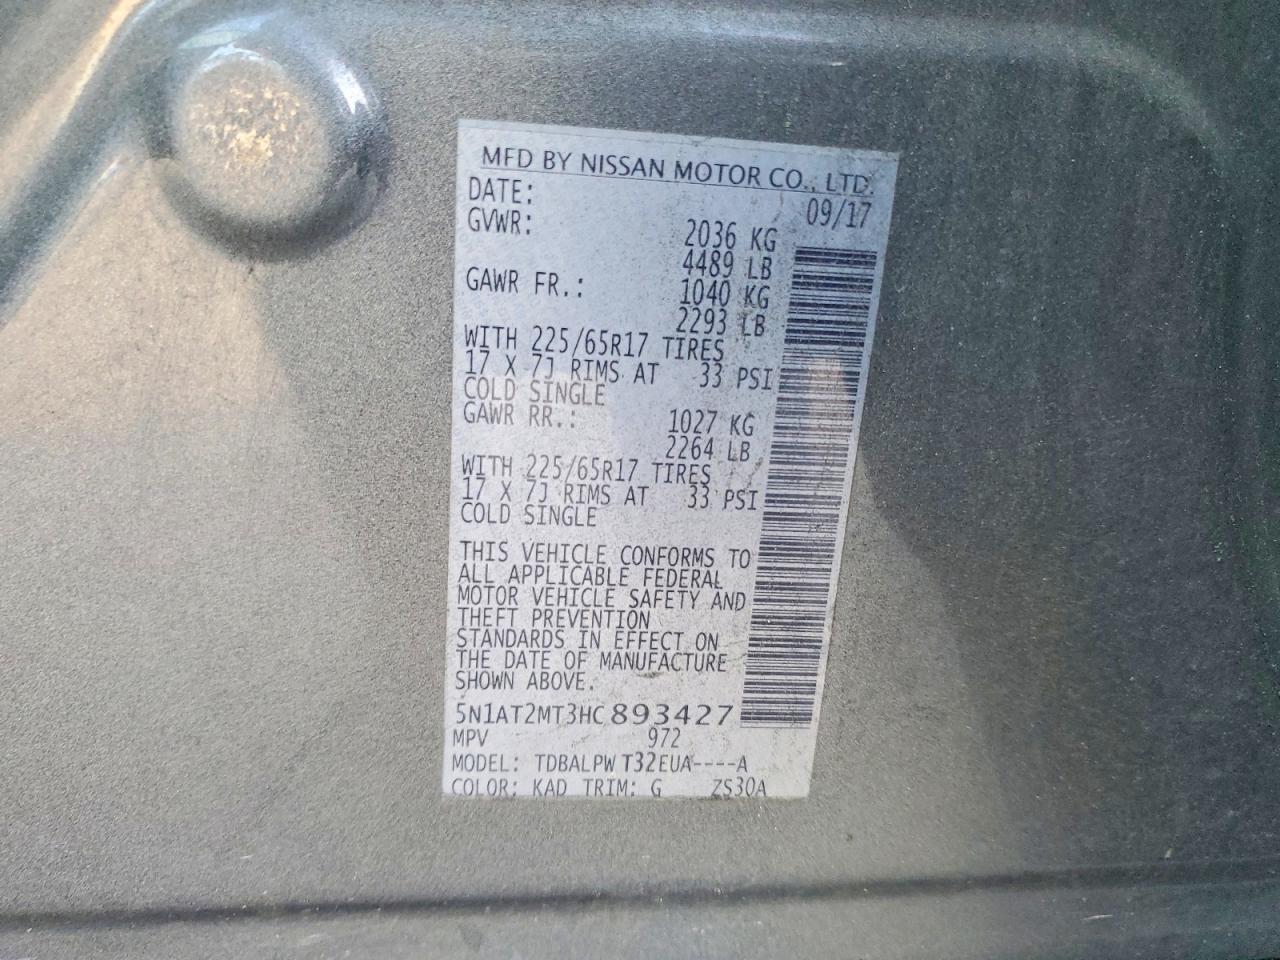 MFD BY NISSAN MOTOR CO., LTD.
DATE: 09/17
GVWR: 2036 KG
4489 LB
GAWR FR.: 1040 KG
2293 LB
WITH 225/65R17 TIRES
17 X 7J RIMS AT 33 PSI
COLD SINGLE
GAWR RR.: 1027 KG
2264 LB
WITH 225/65R17 TIRES
17 X 7J RIMS AT 33 PSI
COLD SINGLE
THIS VEHICLE CONFORMS TO
ALL APPLICABLE FEDERAL
MOTOR VEHICLE SAFETY AND
THEFT PREVENTION
STANDARDS IN EFFECT ON
THE DATE OF MANUFACTURE
SHOWN ABOVE.
5N1AT2MT3HC893427
MPV 972
MODEL: TDBALPW T32EUA----A
COLOR: KAD TRIM: G ZS30A